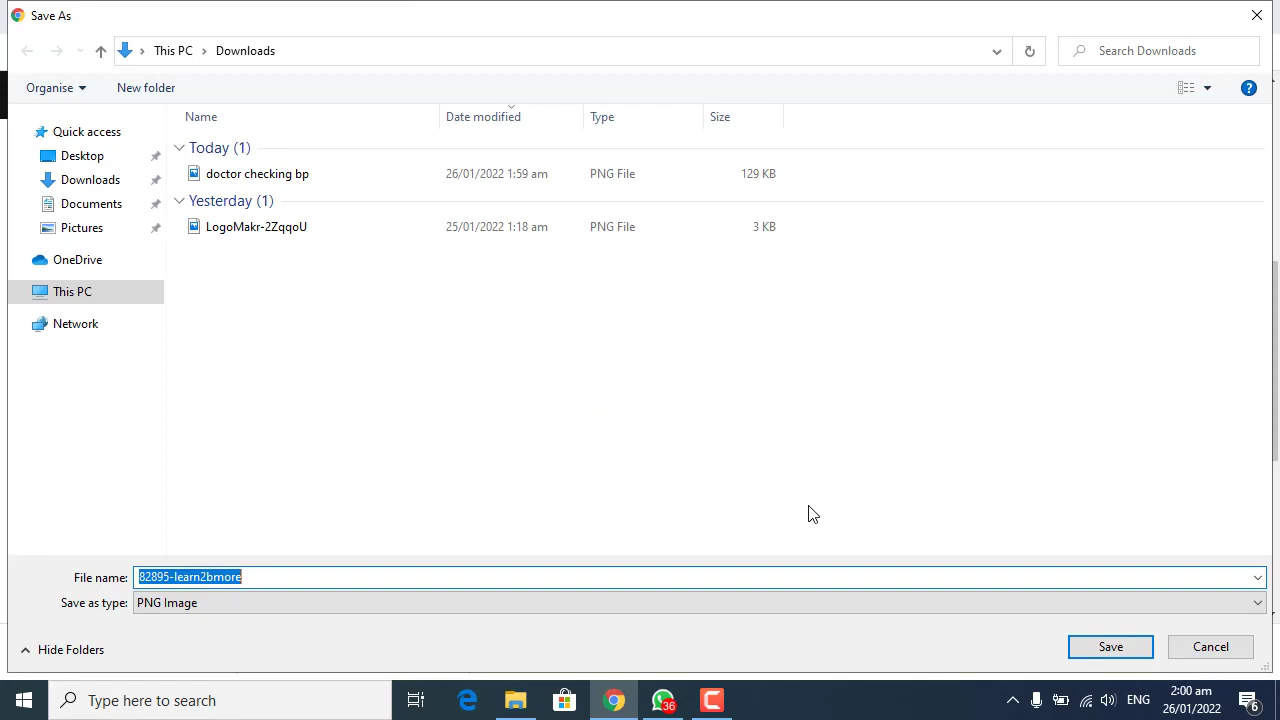 Save As
This PC Downloads
Search Downloads
Organise New folder
Name Date modified Type Size
Quick access
Desktop
Downloads
Documents
Pictures
OneDrive
This PC
Network
Today (1)
doctor checking bp 26/01/2022 1:59 am PNG File 129 KB
Yesterday (1)
LogoMakr-2ZqqoU 25/01/2022 1:18 am PNG File 3 KB
File name: 82895-learn2bmore
Save as type: PNG Image
Hide Folders Save Cancel
Type here to search
36
ENG
2:00 am
26/01/2022
6